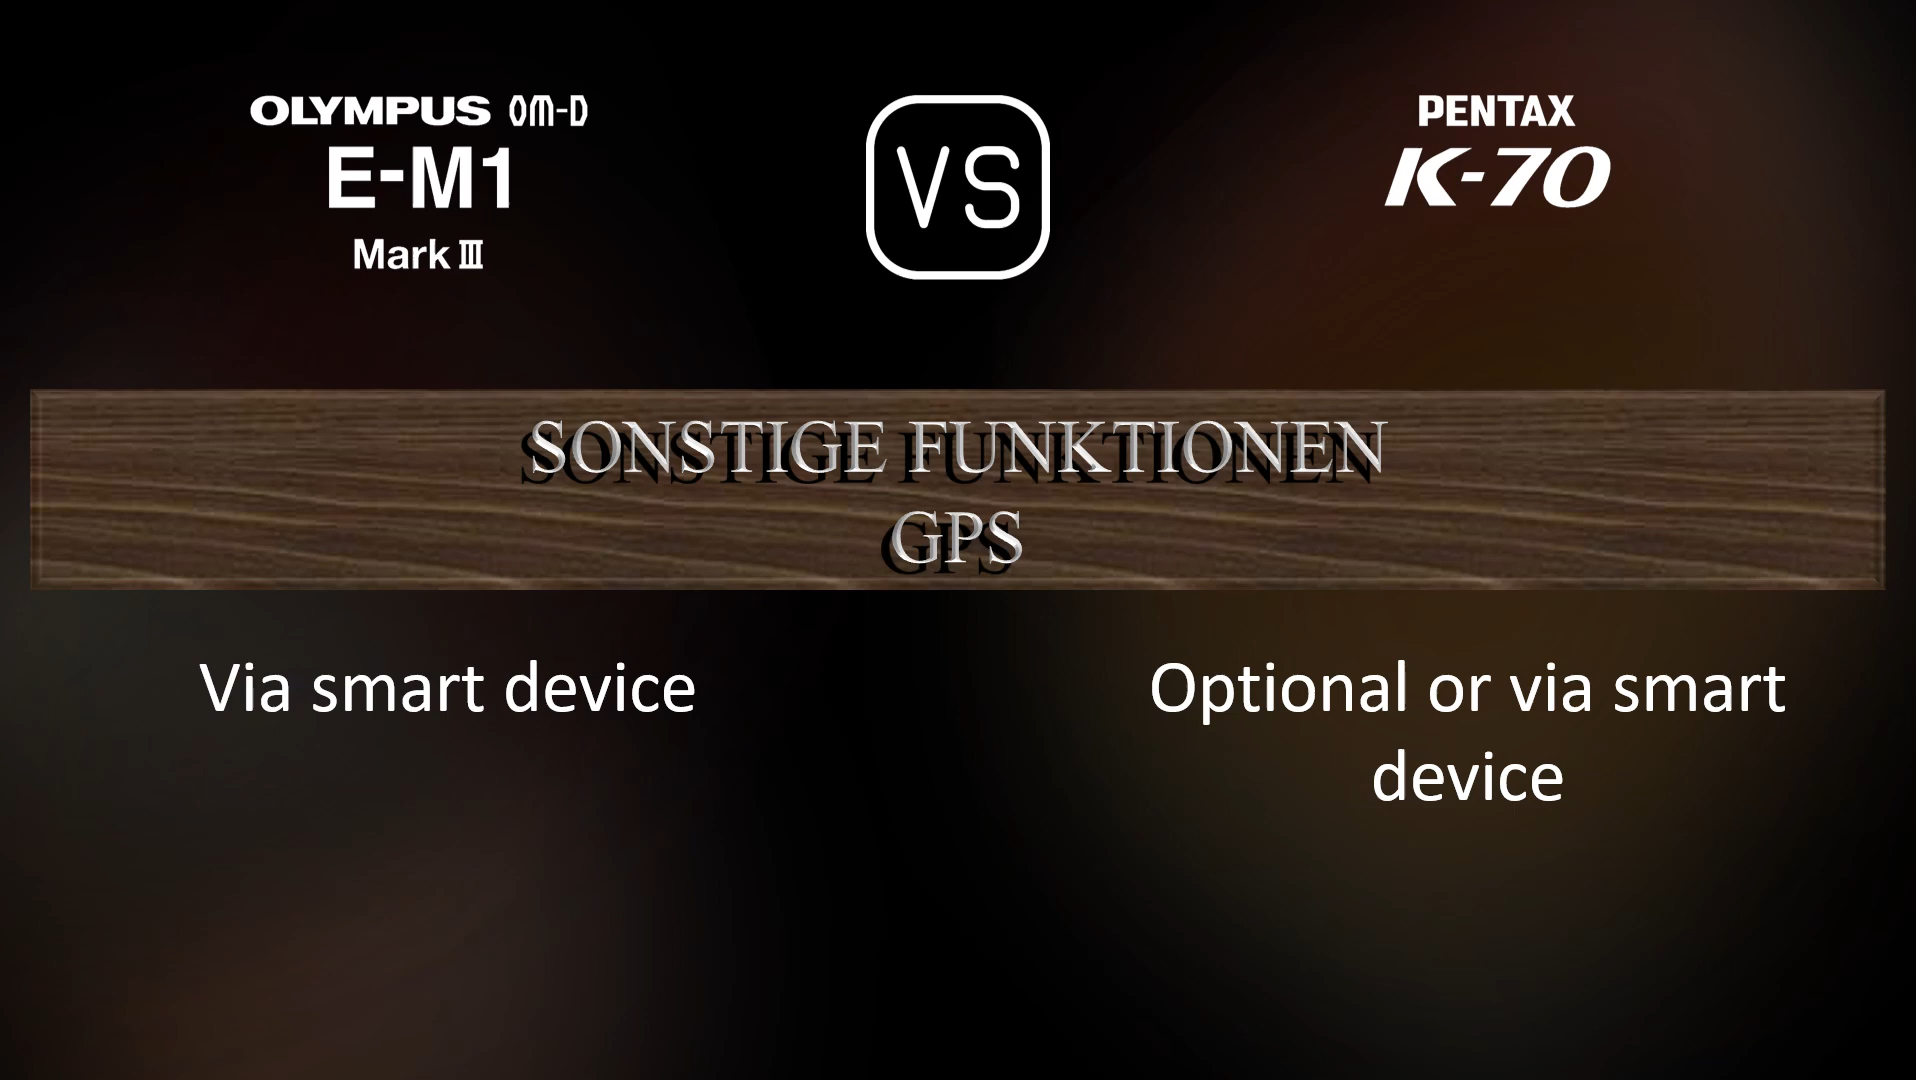 OLYMPUS OM-D
E-M1
Mark III
VS
PENTAX
K-70
SONSTIGE FUNKTIONEN
GPS
Via smart device
Optional or via smart
device